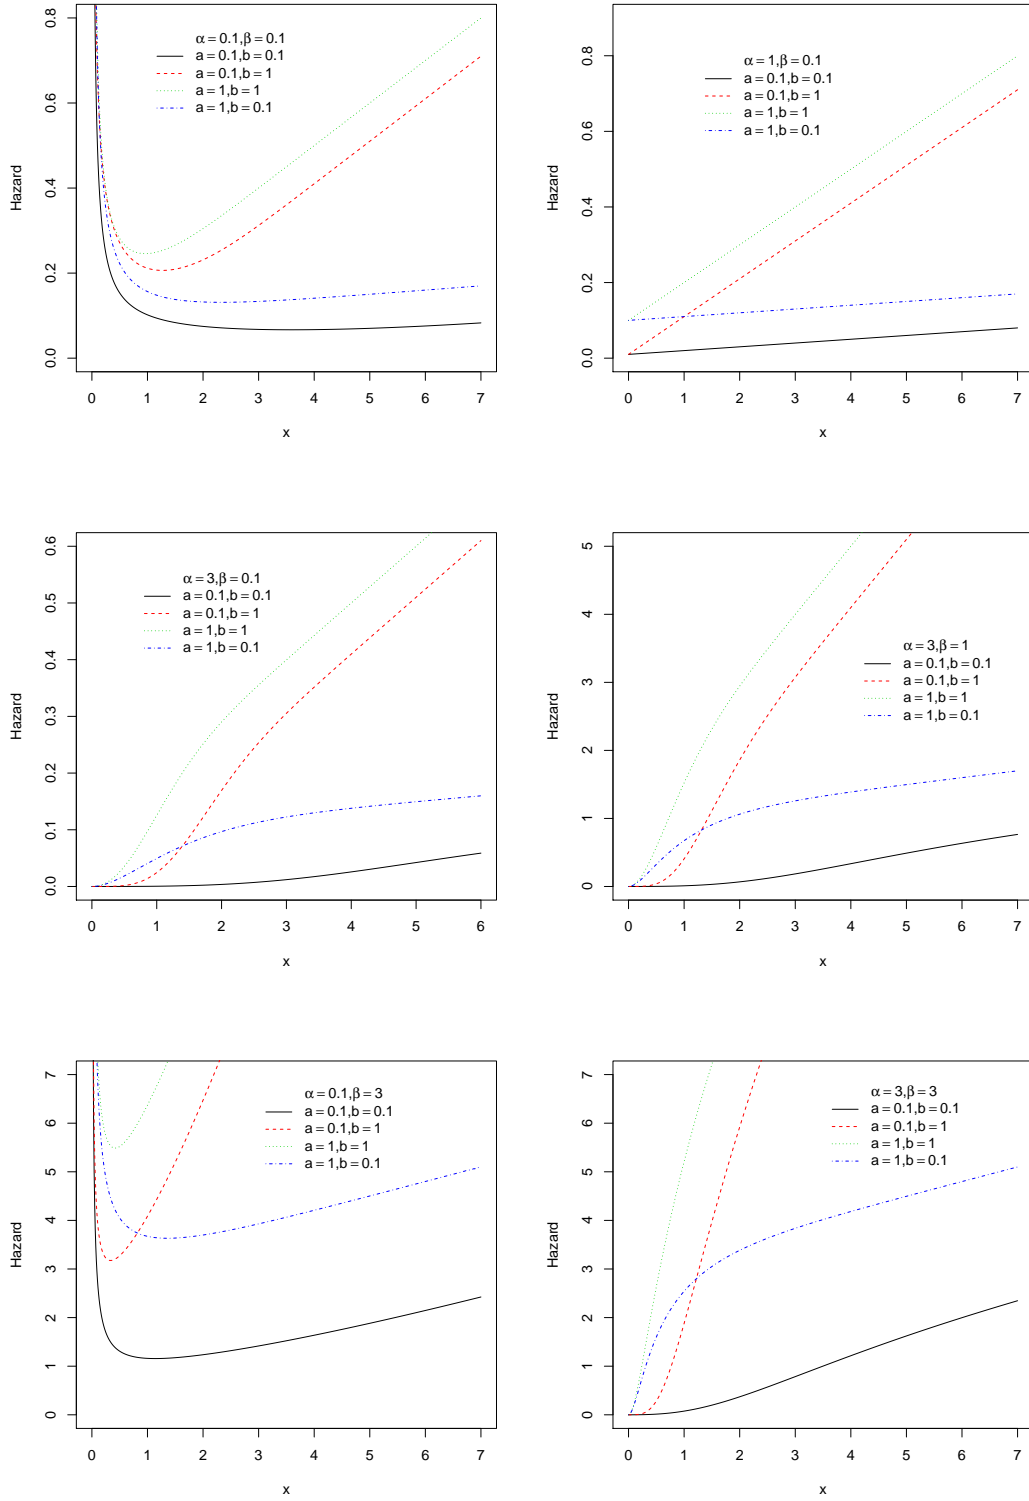 α = 0.1,β = 0.1
a = 0.1,b = 0.1
a = 0.1,b = 1
a = 1,b = 1
a = 1,b = 0.1
Hazard
0.0 0.2 0.4 0.6 0.8
0 1 2 3 4 5 6 7
x
α = 1,β = 0.1
a = 0.1,b = 0.1
a = 0.1,b = 1
a = 1,b = 1
a = 1,b = 0.1
Hazard
0.0 0.2 0.4 0.6 0.8
0 1 2 3 4 5 6 7
x
α = 3,β = 0.1
a = 0.1,b = 0.1
a = 0.1,b = 1
a = 1,b = 1
a = 1,b = 0.1
Hazard
0.0 0.1 0.2 0.3 0.4 0.5 0.6
0 1 2 3 4 5 6
x
α = 3,β = 1
a = 0.1,b = 0.1
a = 0.1,b = 1
a = 1,b = 1
a = 1,b = 0.1
Hazard
0 1 2 3 4 5
0 1 2 3 4 5 6 7
x
α = 0.1,β = 3
a = 0.1,b = 0.1
a = 0.1,b = 1
a = 1,b = 1
a = 1,b = 0.1
Hazard
0 1 2 3 4 5 6 7
0 1 2 3 4 5 6 7
x
α = 3,β = 3
a = 0.1,b = 0.1
a = 0.1,b = 1
a = 1,b = 1
a = 1,b = 0.1
Hazard
0 1 2 3 4 5 6 7
0 1 2 3 4 5 6 7
x